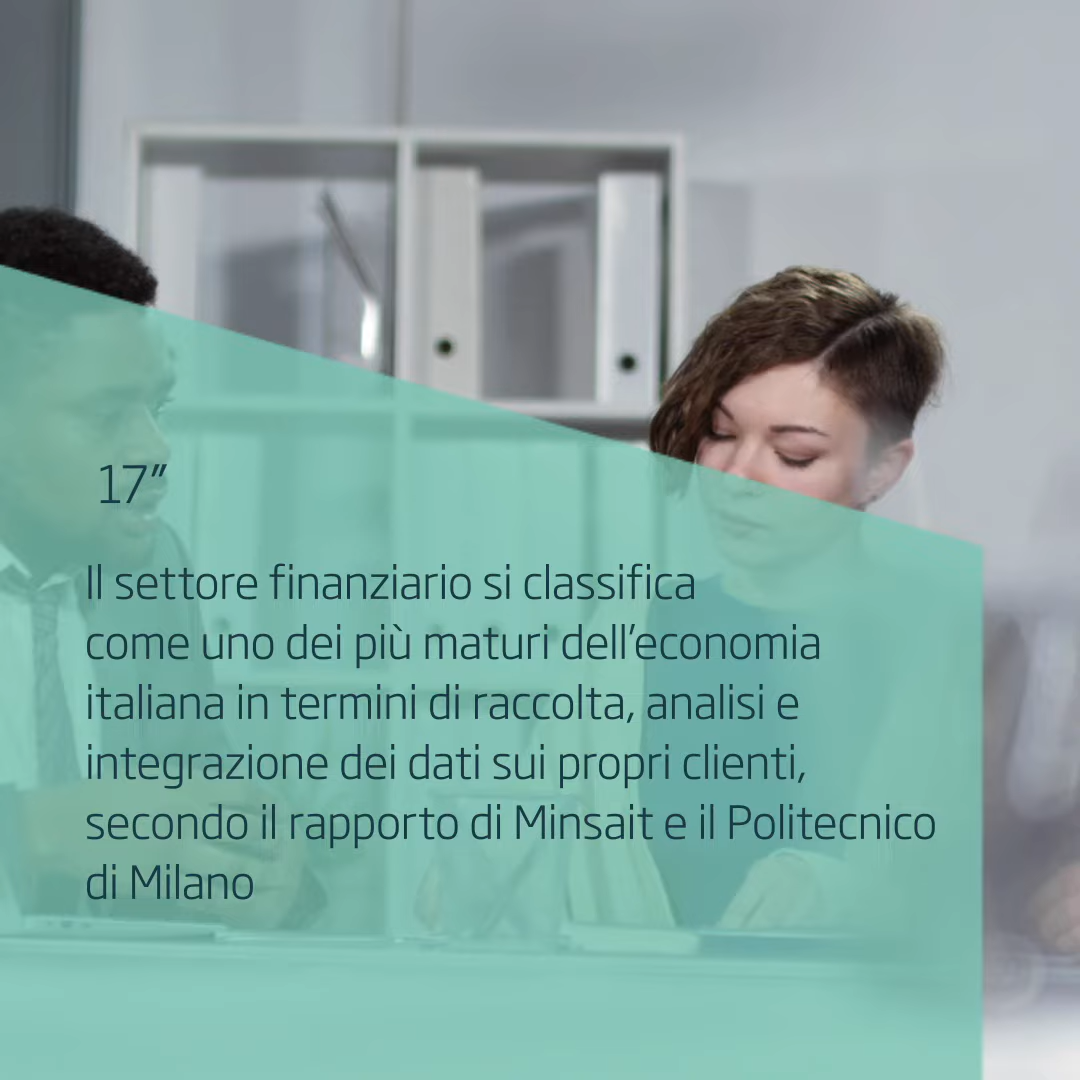 17”
Il settore finanziario si classifica
come uno dei più maturi dell’economia
italiana in termini di raccolta, analisi e
integrazione dei dati sui propri clienti,
secondo il rapporto di Minsait e il Politecnico
di Milano